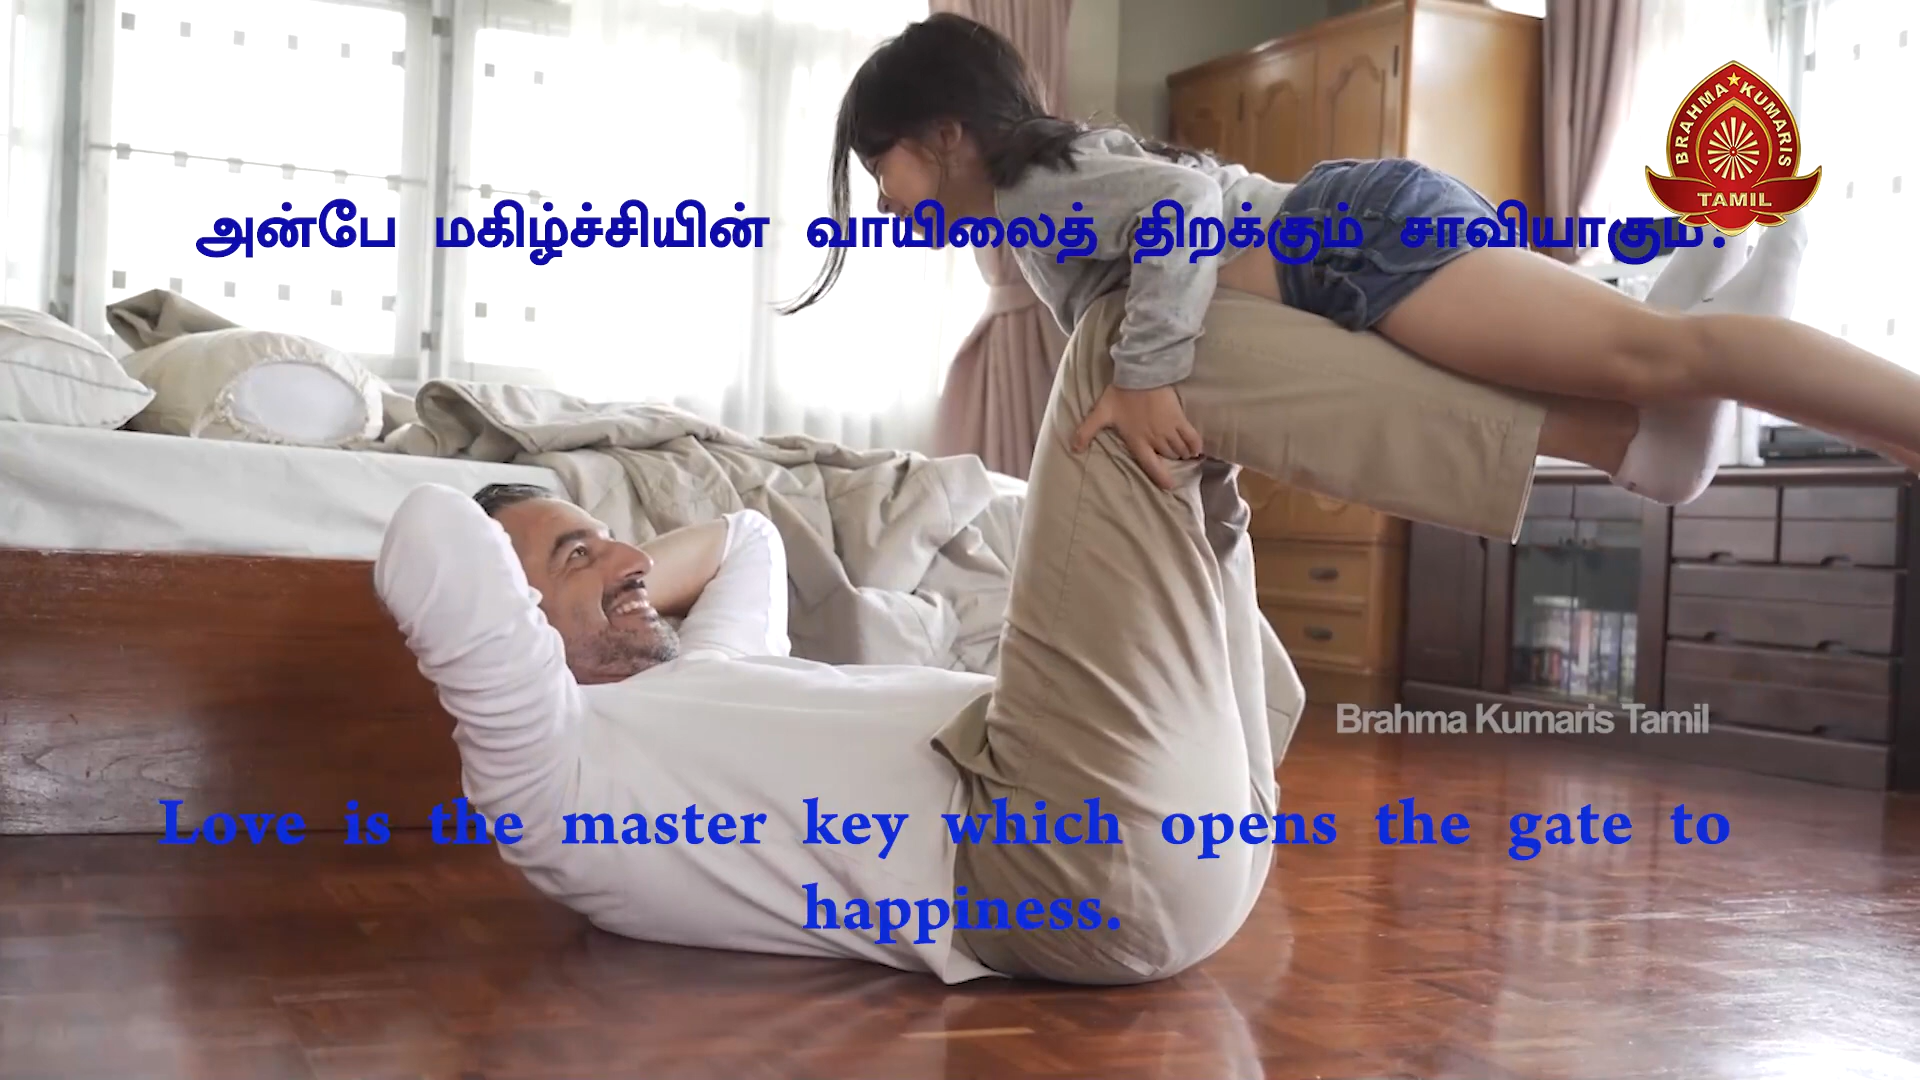 BRAHMA KUMARIS
TAMIL
அன்பே மகிழ்ச்சியின் வாயிலைத் திறக்கும் சாவியாகும்.
Brahma Kumaris Tamil
Love is the master key which opens the gate to
happiness.